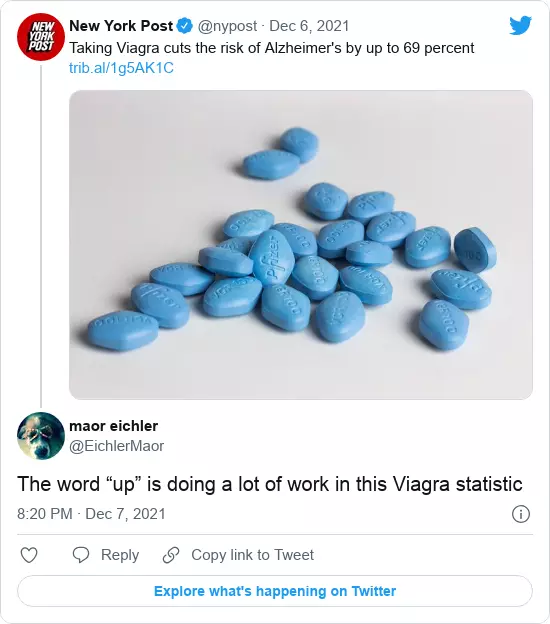 NEW
YORK
POST
New York Post @nypost · Dec 6, 2021
Taking Viagra cuts the risk of Alzheimer's by up to 69 percent
trib.al/1g5AK1C
Pfizer
maor eichler
@EichlerMaor
The word “up” is doing a lot of work in this Viagra statistic
8:20 PM · Dec 7, 2021
Reply Copy link to Tweet
Explore what's happening on Twitter